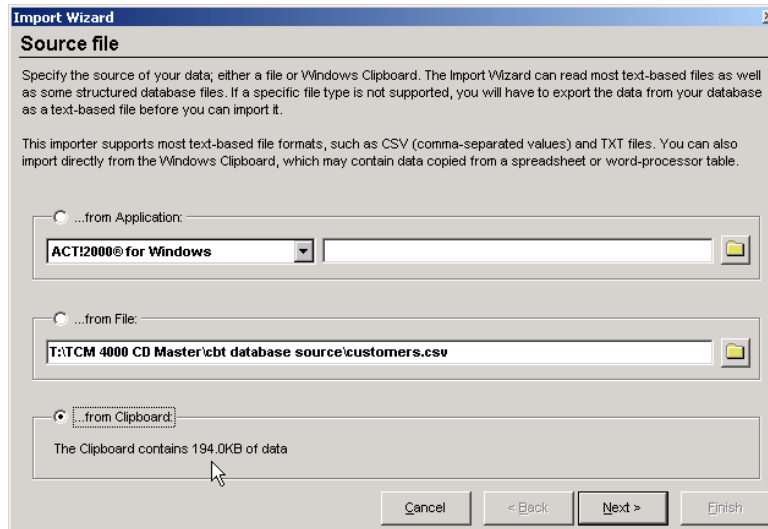 Import Wizard
Source file
Specify the source of your data; either a file or Windows Clipboard. The Import Wizard can read most text-based files as well
as some structured database files. If a specific file type is not supported, you will have to export the data from your database
as a text-based file before you can import it.
This importer supports most text-based file formats, such as CSV (comma-separated values) and TXT files. You can also
import directly from the Windows Clipboard, which may contain data copied from a spreadsheet or word-processor table.
...from Application:
ACT!2000® for Windows
...from File:
T:\TCM 4000 CD Master\cbt database source\customers.csv
...from Clipboard:
The Clipboard contains 194.0KB of data
Cancel < Back Next > Finish